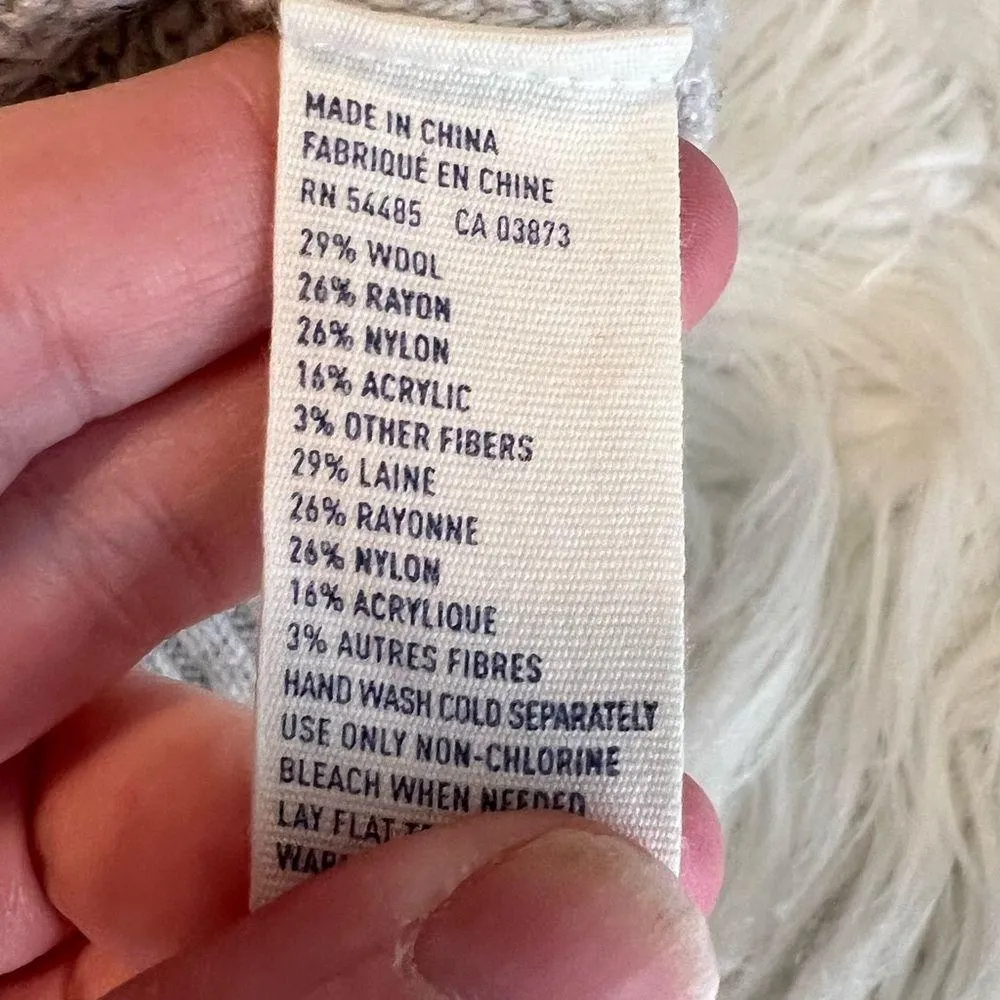 MADE IN CHINA
FABRIQUÉ EN CHINE
RN 54485 CA 03873
29% WOOL
26% RAYON
26% NYLON
16% ACRYLIC
3% OTHER FIBERS
29% LAINE
26% RAYONNE
26% NYLON
16% ACRYLIQUE
3% AUTRES FIBRES
HAND WASH COLD SEPARATELY
USE ONLY NON-CHLORINE
BLEACH WHEN NEEDED
LAY FLAT